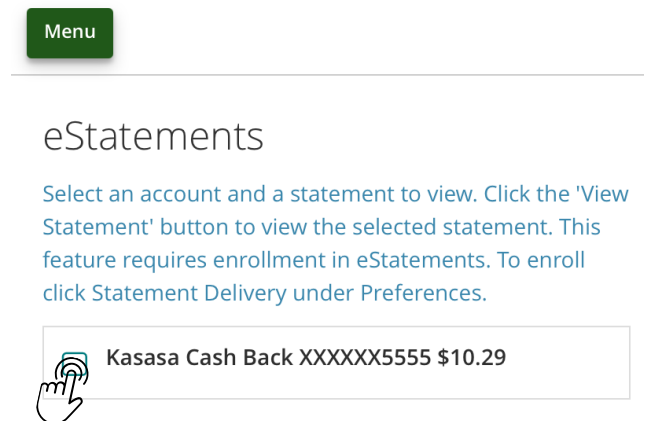 Menu
eStatements
Select an account and a statement to view. Click the 'View
Statement' button to view the selected statement. This
feature requires enrollment in eStatements. To enroll
click Statement Delivery under Preferences.
Kasasa Cash Back XXXXXX5555 $10.29